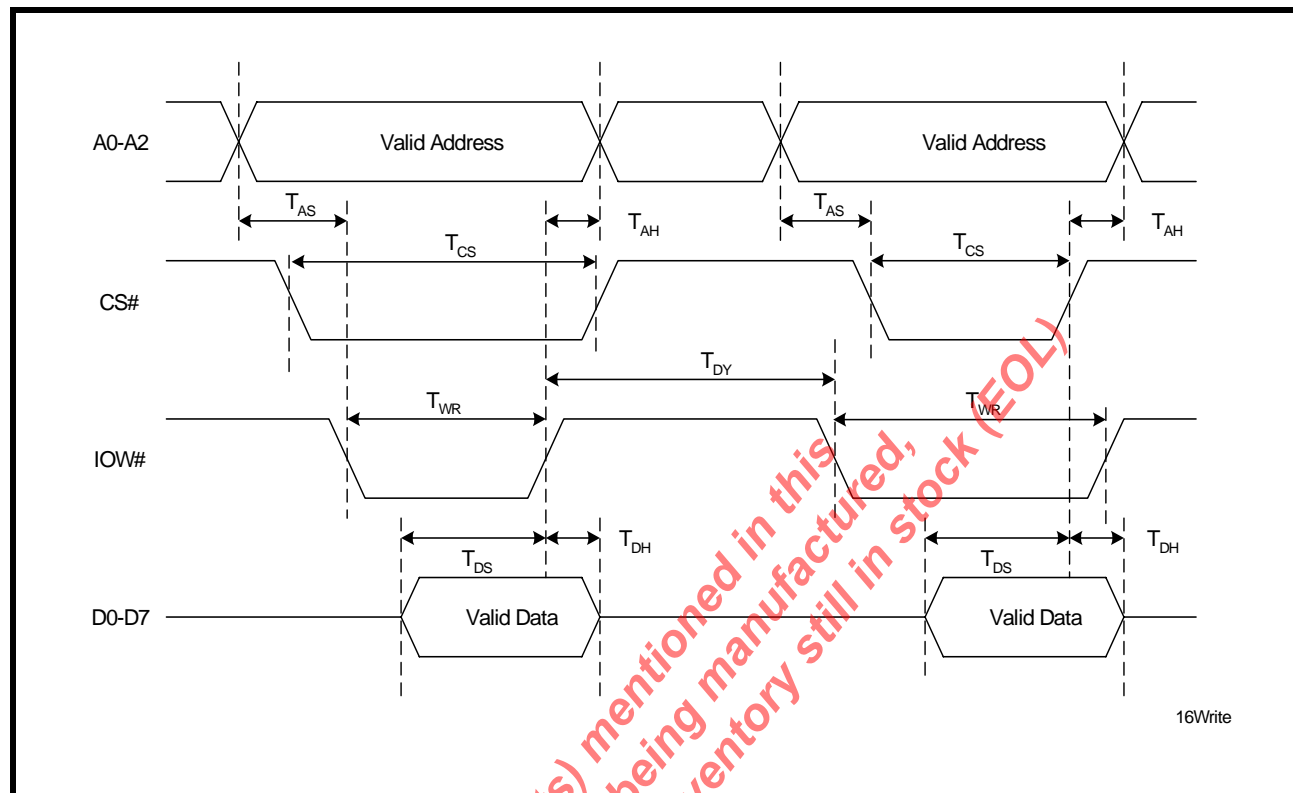 A0-A2
Valid Address
Valid Address
TAS
TAH
TAS
TAH
TCS
TCS
CS#
TDY
TWR
TWR
IOW#
TDS
TDH
TDS
TDH
D0-D7
Valid Data
Valid Data
16Write
s) mentioned in this
being manufactured,
ventory still in stock (EOL)